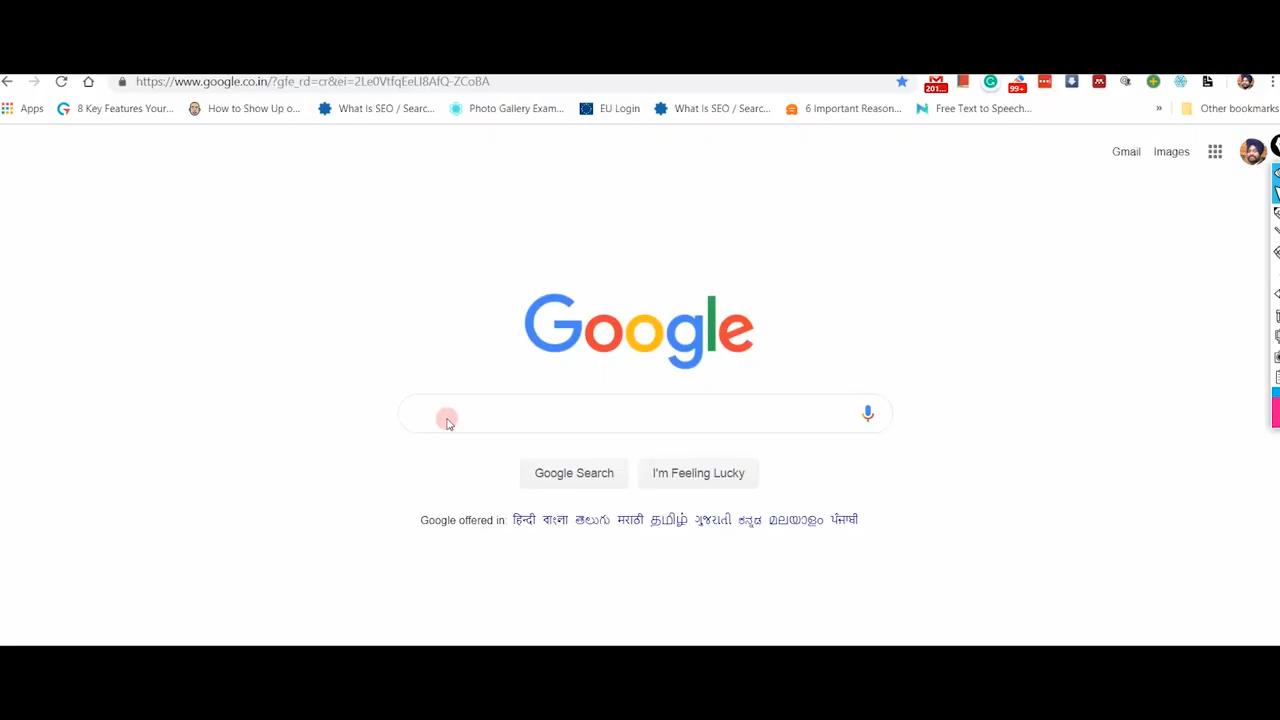 https://www.google.co.in/?gfe_rd=cr&ei=2Le0VtfqEeLI8AfQ-ZCoBA
201...
99+
Apps 8 Key Features Your... How to Show Up o... What Is SEO / Searc... Photo Gallery Exam... EU Login What Is SEO / Searc... 6 Important Reason... Free Text to Speech... » Other bookmarks
Gmail Images
Google
Google Search I'm Feeling Lucky
Google offered in: हिन्दी বাংলা తెలుగు मराठी தமிழ் ગુજરાતી ಕನ್ನಡ മലയാളം ਪੰਜਾਬੀ